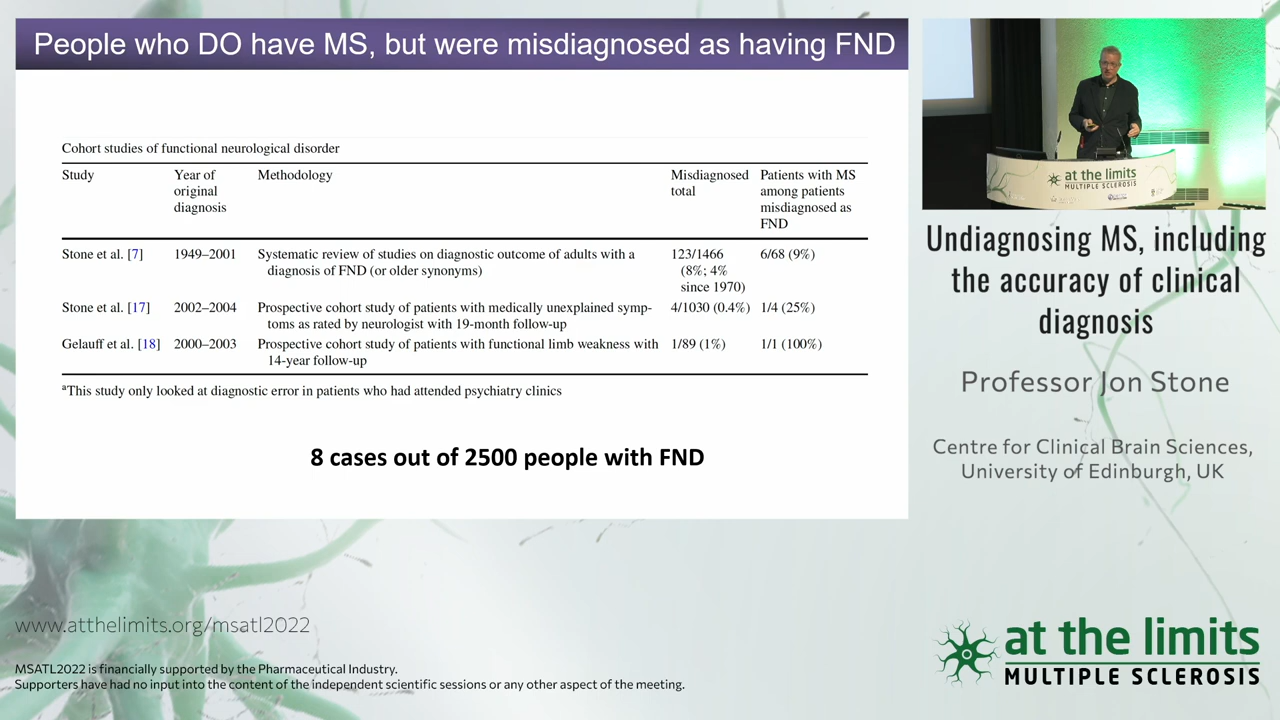 People who DO have MS, but were misdiagnosed as having FND
Cohort studies of functional neurological disorder
Study Year of original diagnosis Methodology Misdiagnosed total Patients with MS among patients misdiagnosed as FND
Stone et al. [7] 1949–2001 Systematic review of studies on diagnostic outcome of adults with a diagnosis of FND (or older synonyms) 123/1466 (8%; 4% since 1970) 6/68 (9%)
Stone et al. [17] 2002–2004 Prospective cohort study of patients with medically unexplained symp-toms as rated by neurologist with 19-month follow-up 4/1030 (0.4%) 1/4 (25%)
Gelauff et al. [18] 2000–2003 Prospective cohort study of patients with functional limb weakness with 14-year follow-up 1/89 (1%) 1/1 (100%)
aThis study only looked at diagnostic error in patients who had attended psychiatry clinics
8 cases out of 2500 people with FND
at the limits
MULTIPLE SCLEROSIS
Undiagnosing MS, including
the accuracy of clinical
diagnosis
Professor Jon Stone
Centre for Clinical Brain Sciences,
University of Edinburgh, UK
www.atthelimits.org/msatl2022
MSATL2022 is financially supported by the Pharmaceutical Industry.
Supporters have had no input into the content of the independent scientific sessions or any other aspect of the meeting.
at the limits
MULTIPLE SCLEROSIS